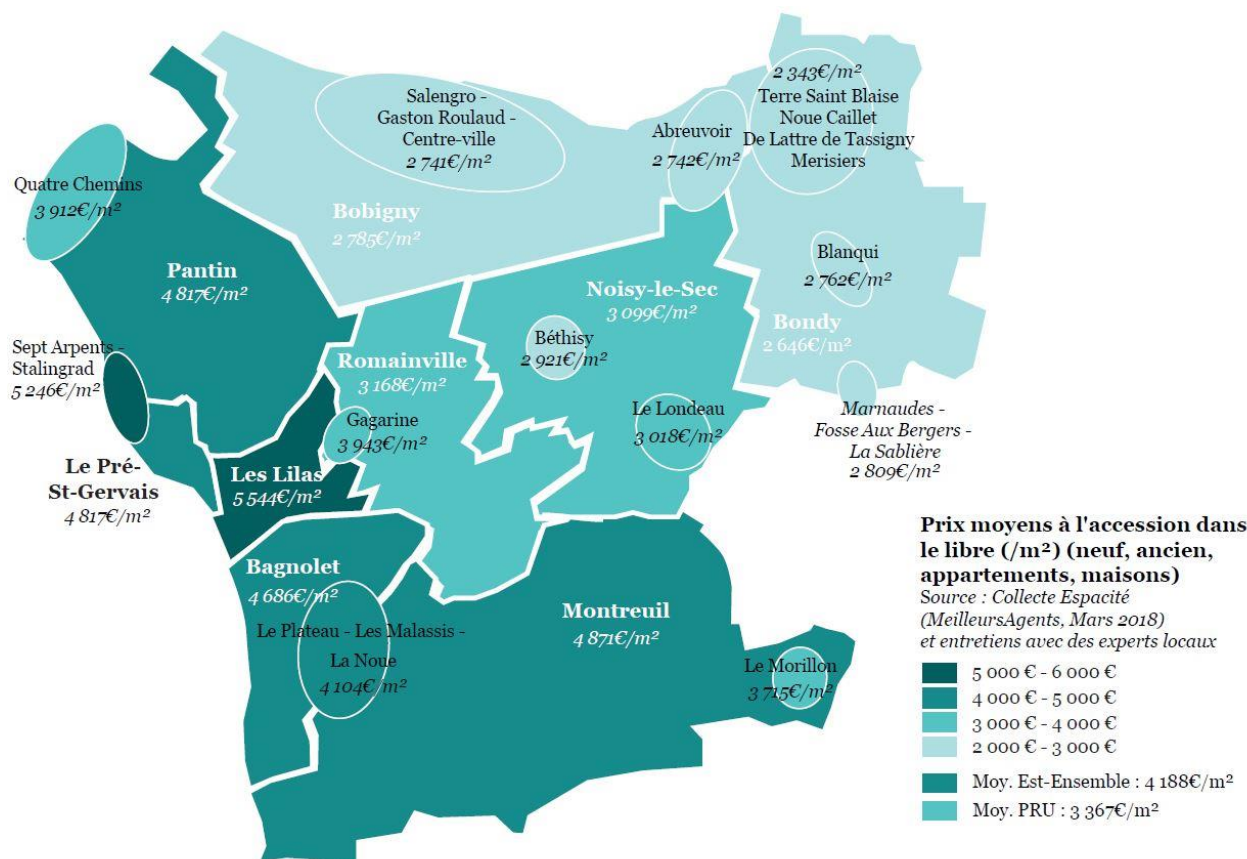 Salengro -
Gaston Roulaud -
Centre-ville
2 741€/m²
Abreuvoir
2 742€/m²
2 343€/m²
Terre Saint Blaise
Noue Caillet
De Lattre de Tassigny
Merisiers
Quatre Chemins
3 912€/m²
Bobigny
2 785€/m²
Pantin
4 817€/m²
Blanqui
2 762€/m²
Noisy-le-Sec
3 099€/m²
Bondy
2 646€/m²
Sept Arpents -
Stalingrad
5 246€/m²
Romainville
3 168€/m²
Béthisy
2 921€/m²
Gagarine
3 943€/m²
Le Londeau
3 018€/m²
Marnaudes -
Fosse Aux Bergers -
La Sablière
2 809€/m²
Le Pré-
St-Gervais
4 817€/m²
Les Lilas
5 544€/m²
Bagnolet
4 686€/m²
Le Plateau - Les Malassis -
La Noue
4 104€/m²
Montreuil
4 871€/m²
Le Morillon
3 715€/m²
Prix moyens à l'accession dans
le libre (/m²) (neuf, ancien,
appartements, maisons)
Source : Collecte Espacité
(MeilleursAgents, Mars 2018)
et entretiens avec des experts locaux
5 000 € - 6 000 €
4 000 € - 5 000 €
3 000 € - 4 000 €
2 000 € - 3 000 €
Moy. Est-Ensemble : 4 188€/m²
Moy. PRU : 3 367€/m²